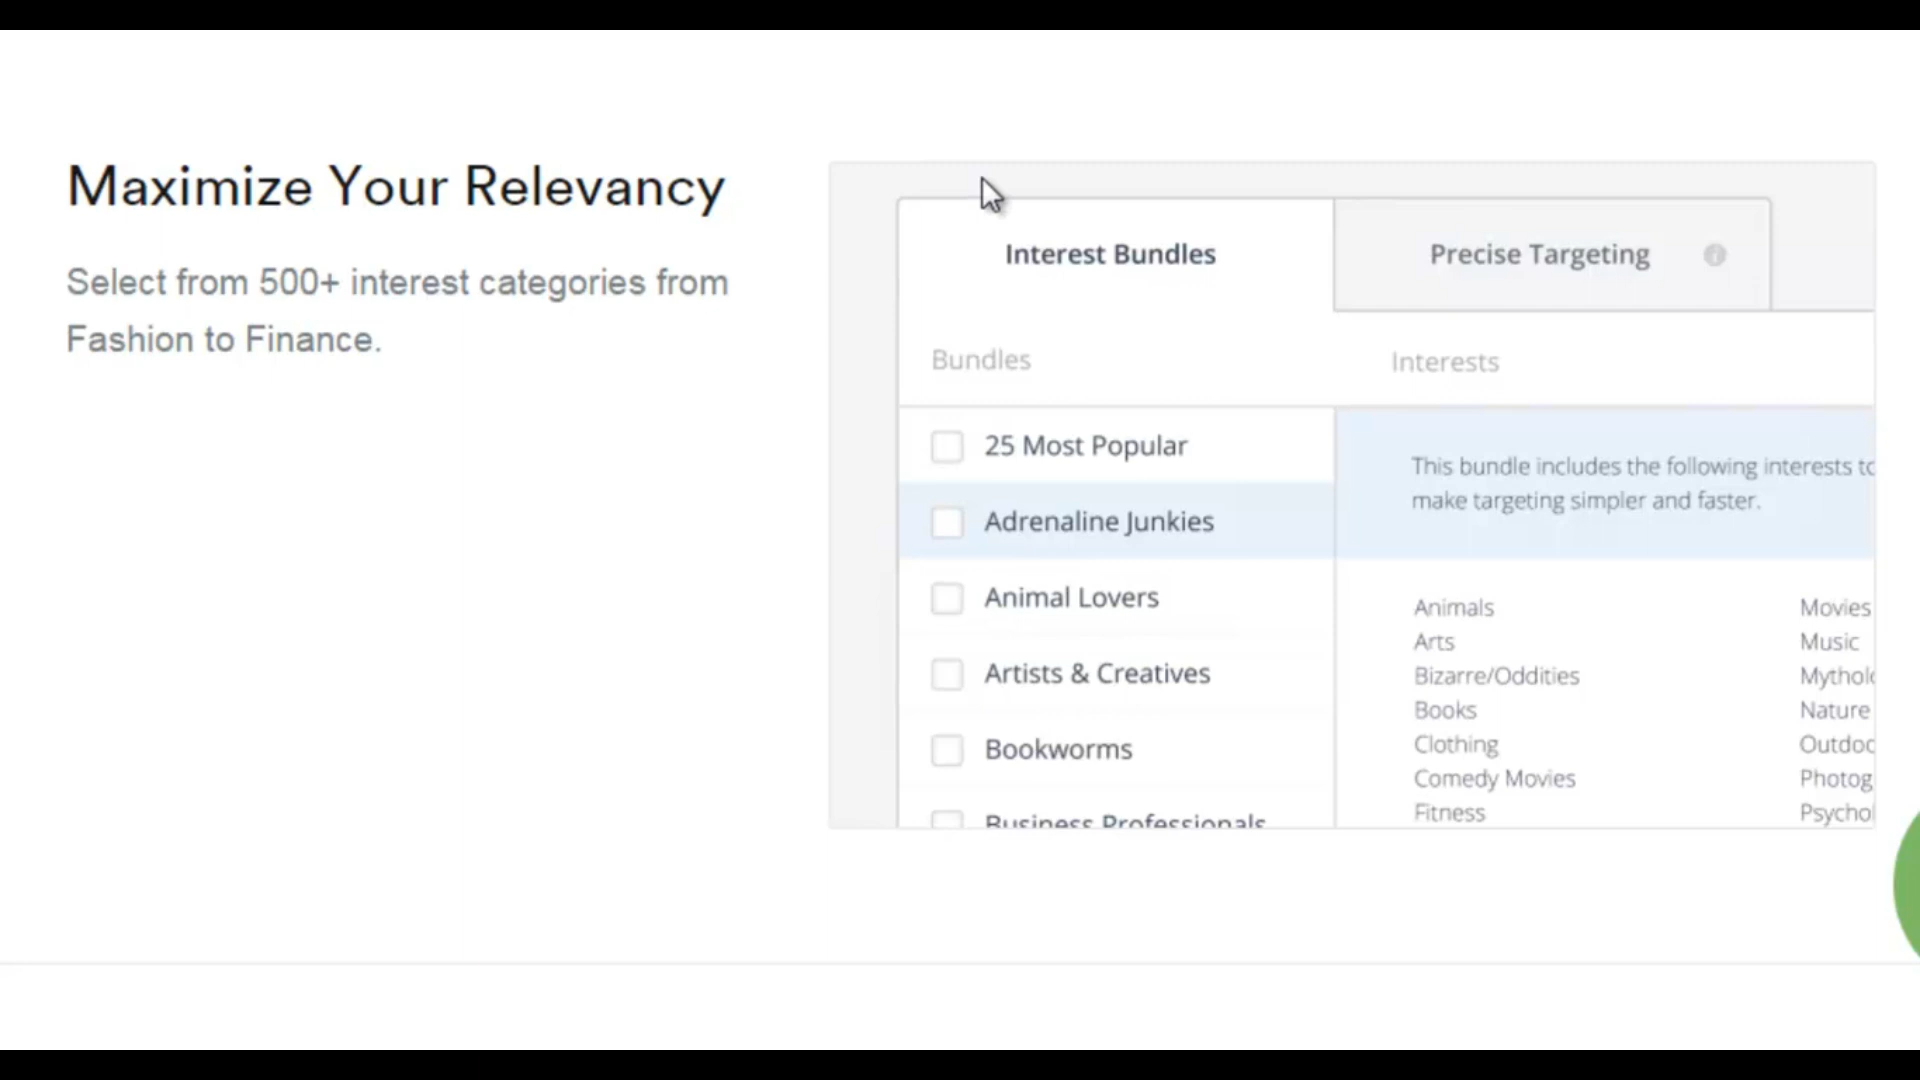 Maximize Your Relevancy
Select from 500+ interest categories from
Fashion to Finance.
Interest Bundles
Precise Targeting
Bundles
Interests
25 Most Popular
Adrenaline Junkies
Animal Lovers
Artists & Creatives
Bookworms
Business Professionals
This bundle includes the following interests to
make targeting simpler and faster.
Animals
Arts
Bizarre/Oddities
Books
Clothing
Comedy Movies
Fitness
Movies
Music
Nature